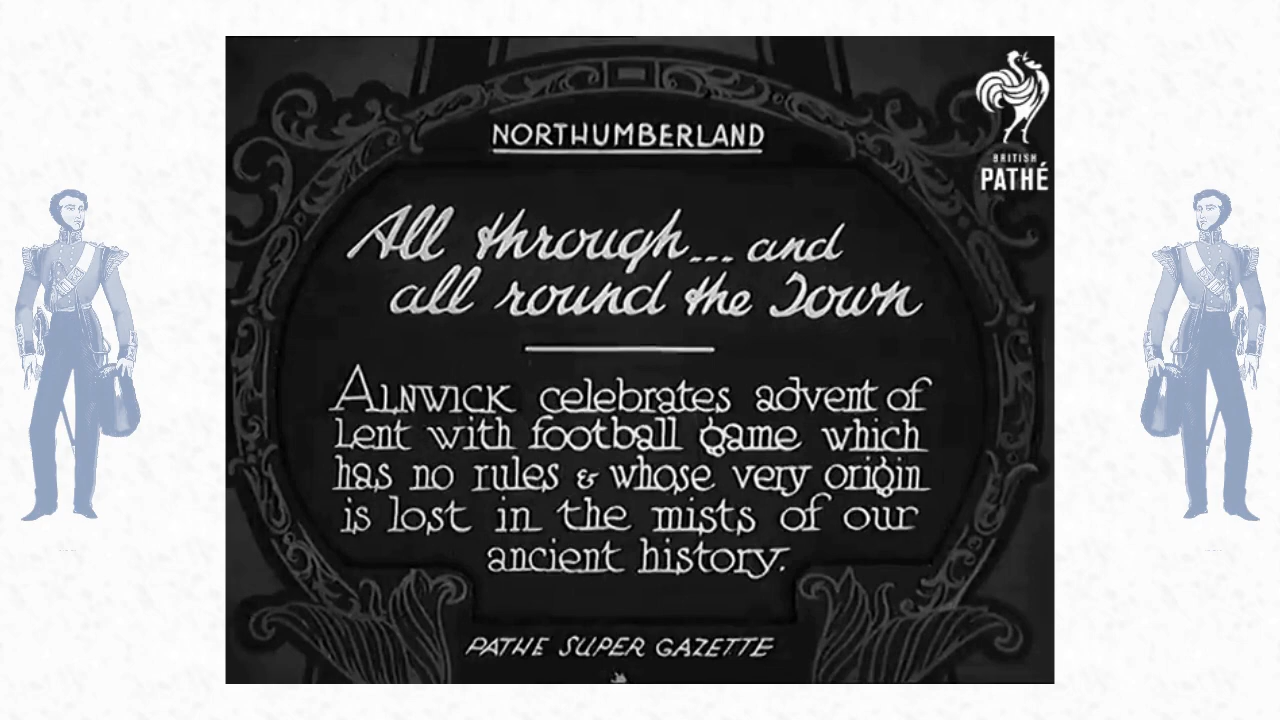 NORTHUMBERLAND
BRITISH
PATHÉ
All through... and
all round the Town
ALNWICK celebrates advent of
Lent with football game which
has no rules & whose very origin
is lost in the mists of our
ancient history.
PATHE SUPER GAZETTE